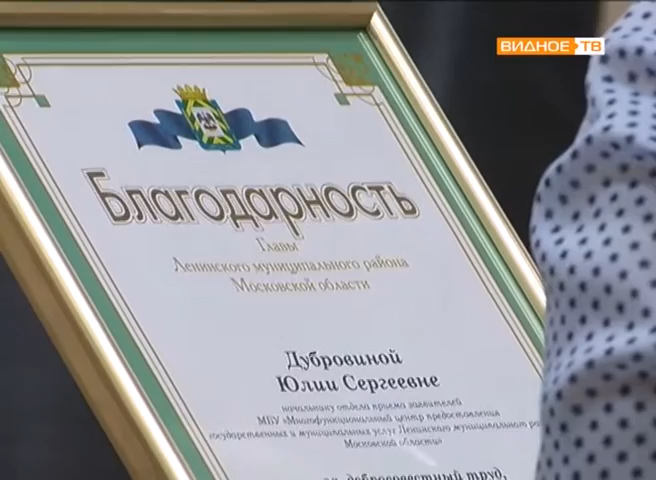 ВИДНОЕ ТВ
Благодарность
Главы
Ленинского муниципального района
Московской области
Дубровиной
Юлии Сергеевне
начальнику отдела приема заявителей
МБУ «Многофункциональный центр предоставления
государственных и муниципальных услуг Ленинского муниципального
Московской области»
добросовестный труд,